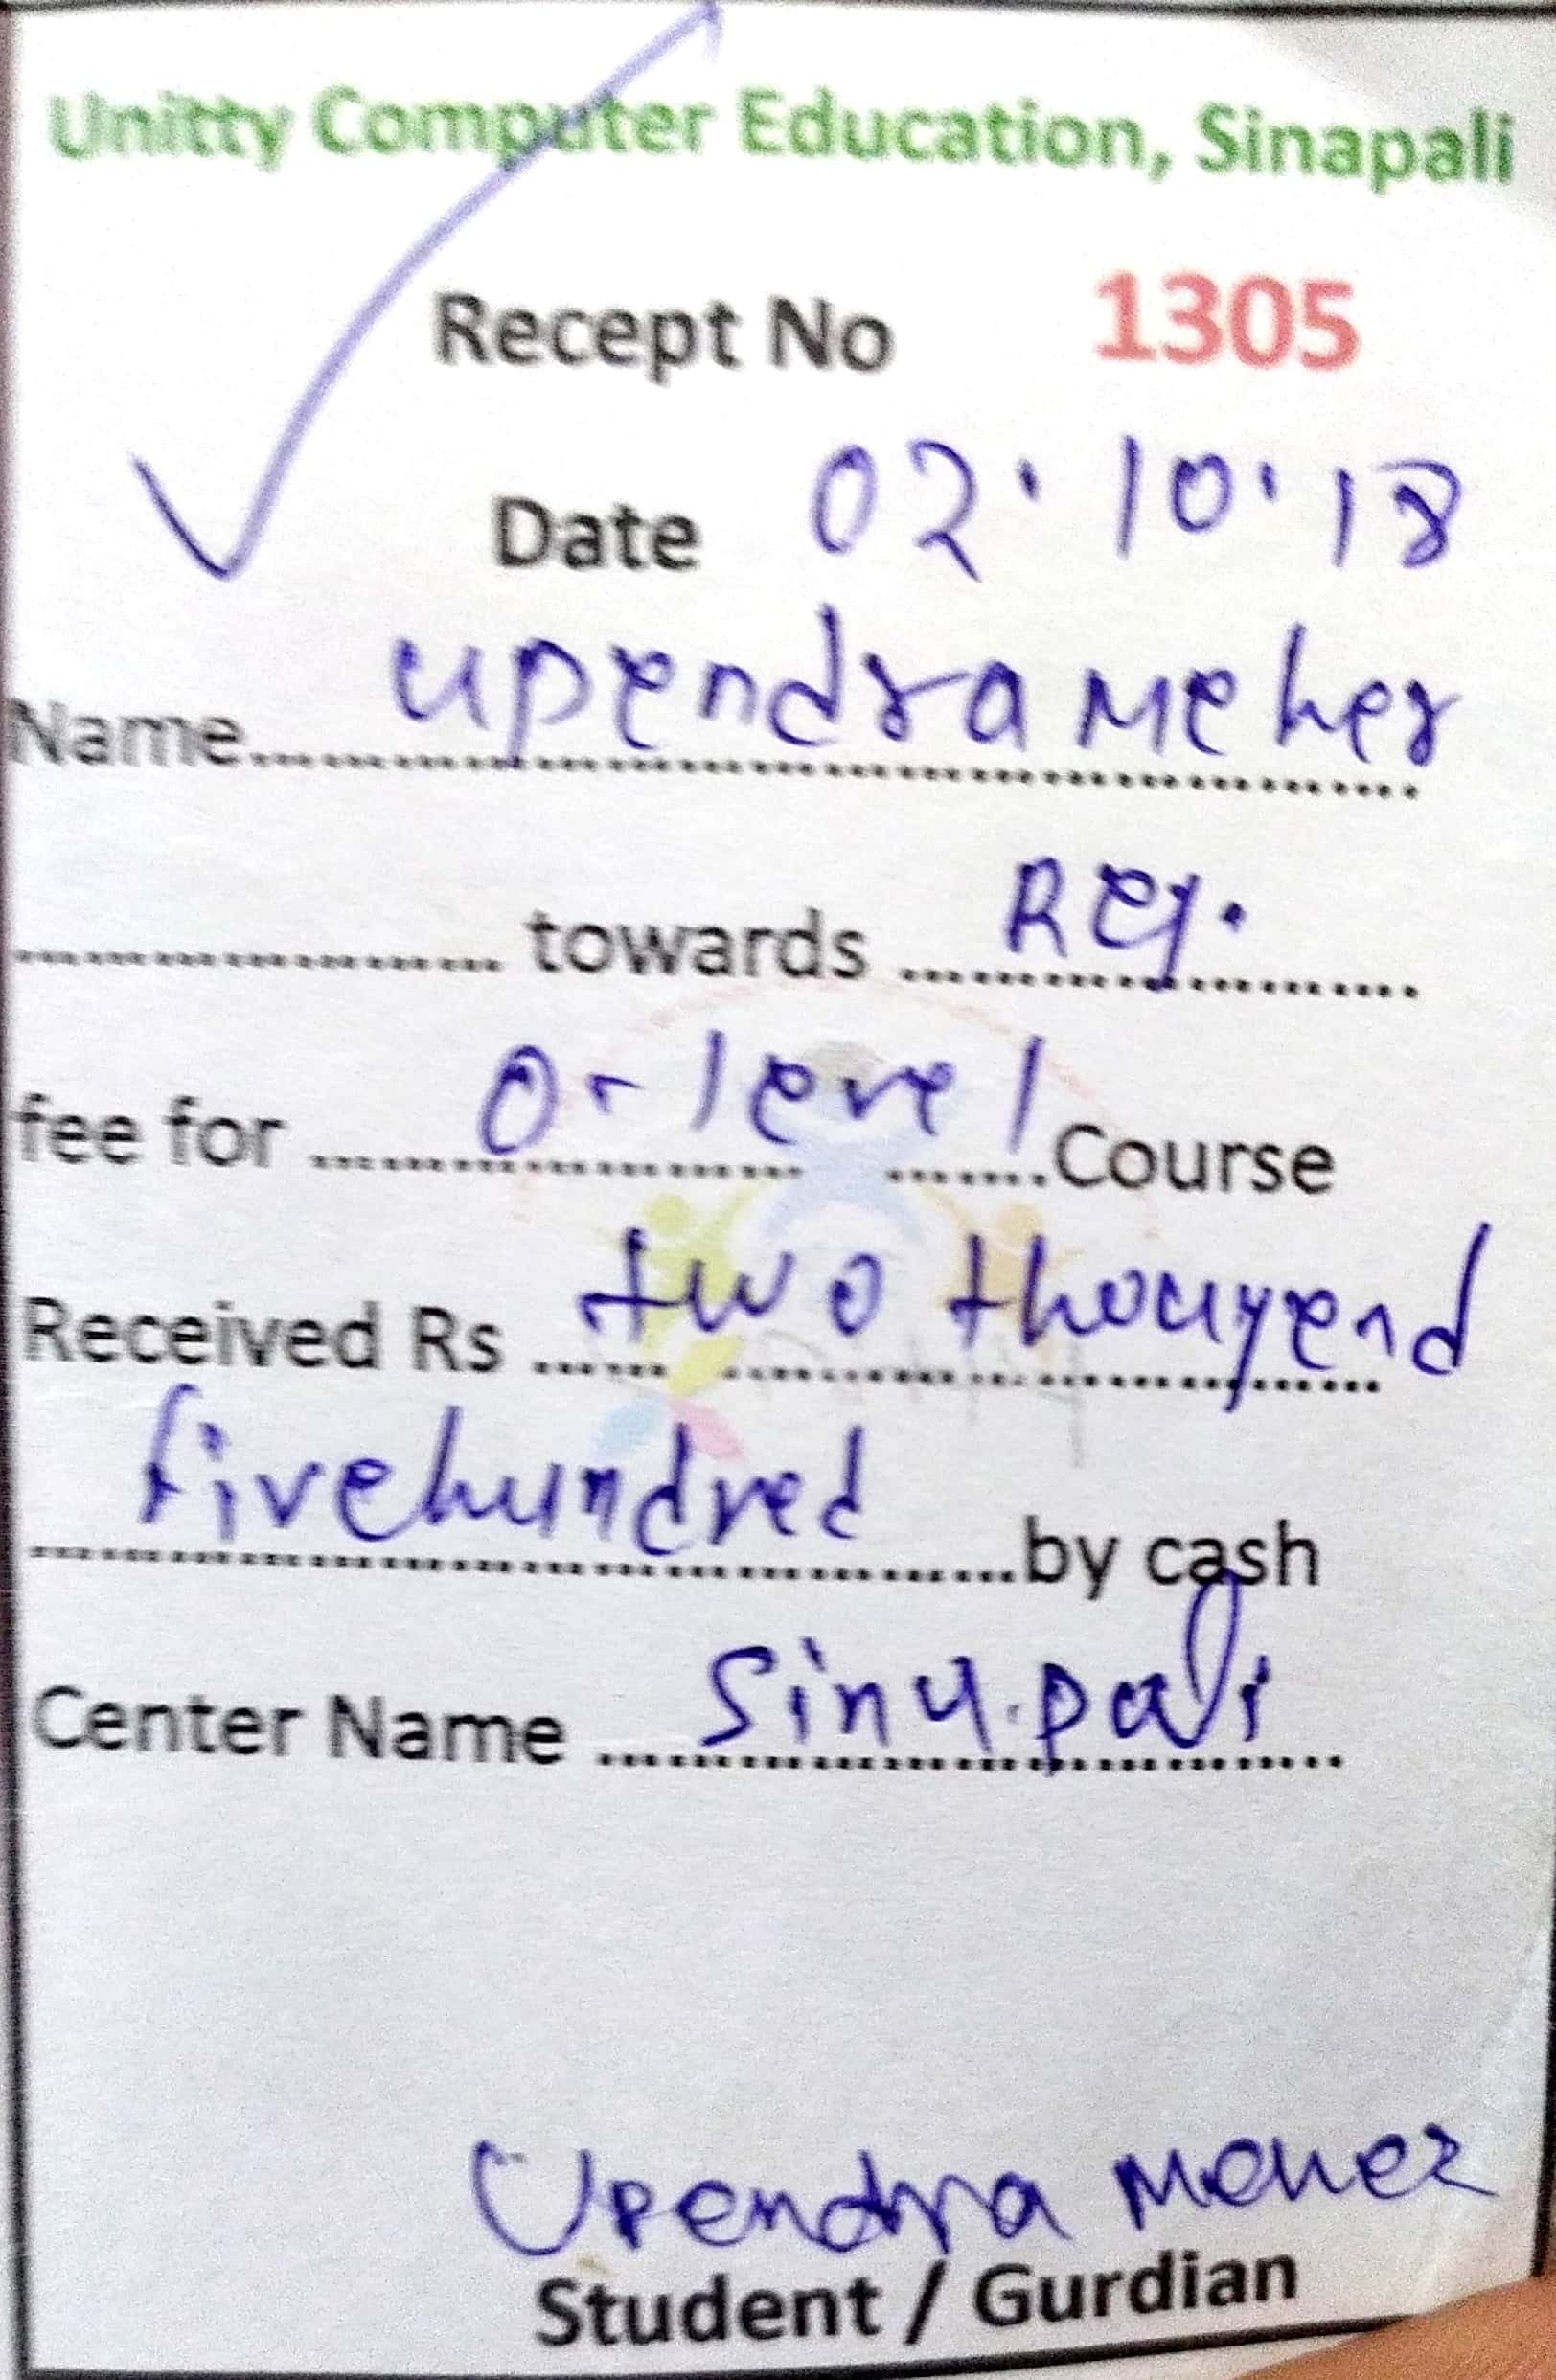 Unitty Computer Education, Sinapali
Recept No 1305
Date 02.10.18
Name upendra Meher
towards Reg.
fee for O-level Course
Received Rs two thousend
fivehundred by cash
Center Name Sinapali
Upendra Meher
Student / Gurdian